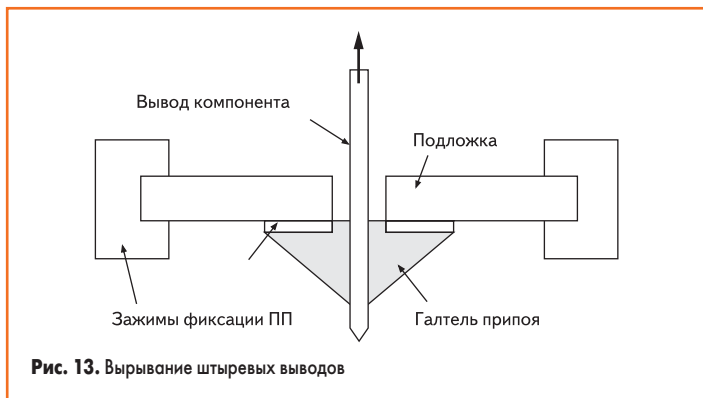 Вывод компонента
Подложка
Зажимы фиксации ПП
Галтель припоя
Рис. 13. Вырывание штыревых выводов